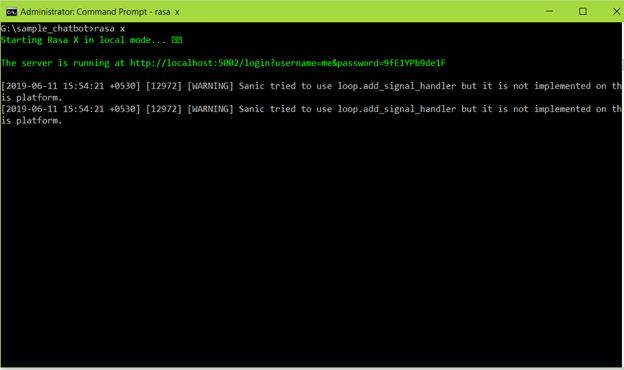 Administrator: Command Prompt - rasa x
G:\sample_chatbot>rasa x
Starting Rasa X in local mode...
The server is running at http://localhost:5002/login?username=me&password=9fE1YPb9de1F
[2019-06-11 15:54:21 +0530] [12972] [WARNING] Sanic tried to use loop.add_signal_handler but it is not implemented on th
is platform.
[2019-06-11 15:54:21 +0530] [12972] [WARNING] Sanic tried to use loop.add_signal_handler but it is not implemented on th
is platform.